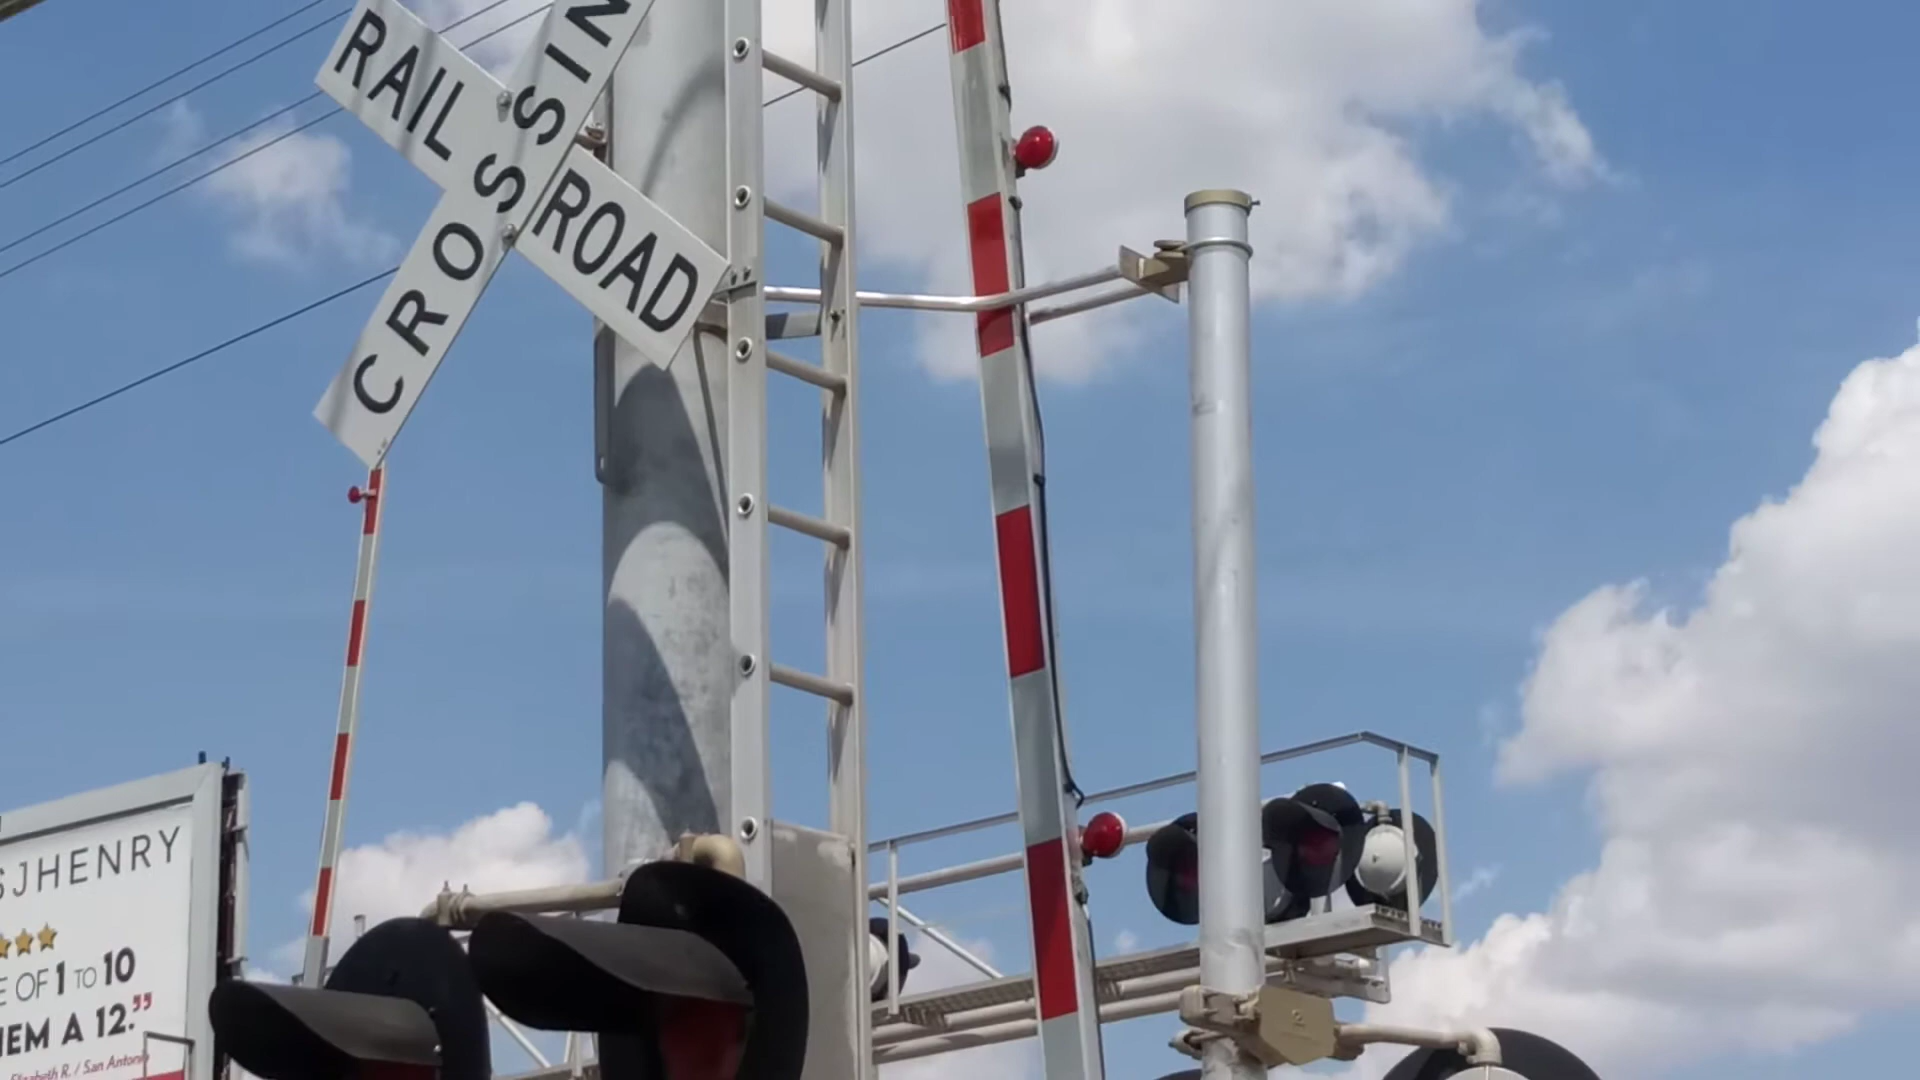 RAIL ROAD
CROSSIN
SJHENRY
E OF 1 TO 10
HEM A 12.”
Elizabeth R. / San Antonio